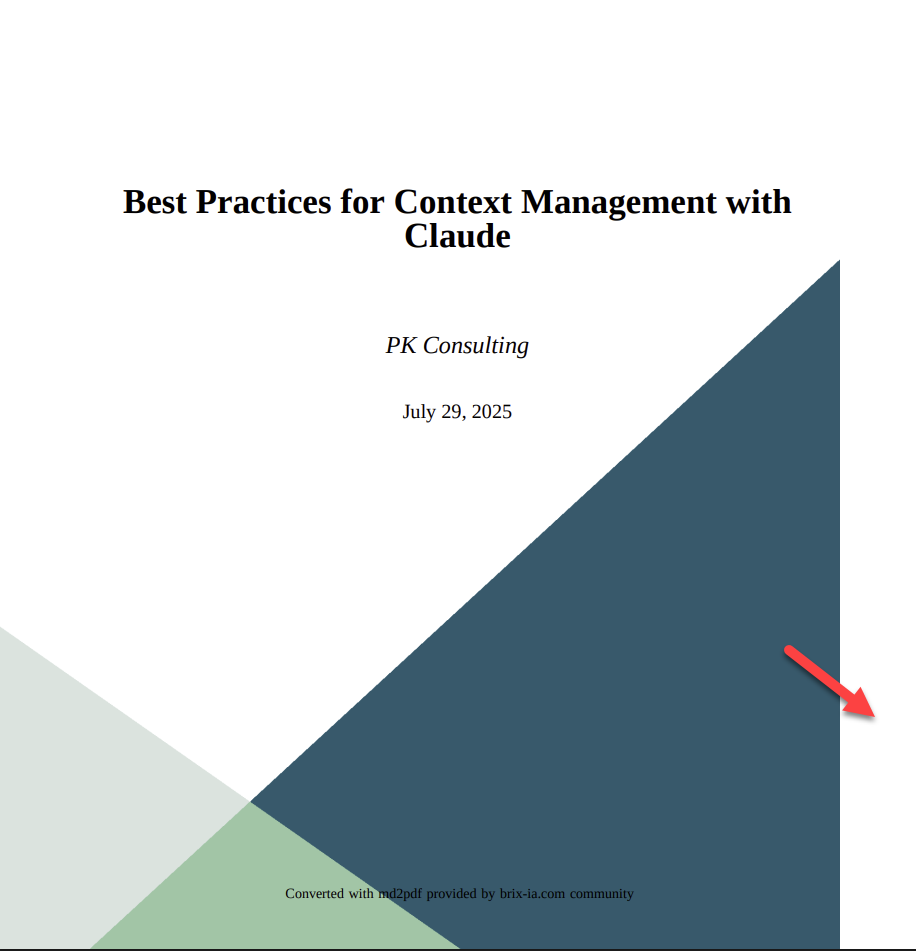 Best Practices for Context Management with
Claude
PK Consulting
July 29, 2025
Converted with md2pdf provided by brix-ia.com community